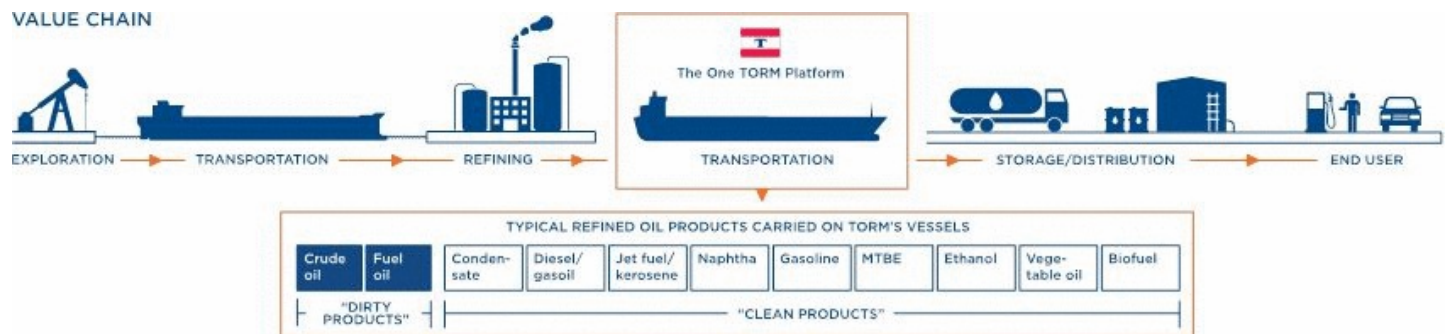 VALUE CHAIN
T
The One TORM Platform
EXPLORATION
TRANSPORTATION
REFINING
TRANSPORTATION
STORAGE/DISTRIBUTION
END USER
TYPICAL REFINED OIL PRODUCTS CARRIED ON TORM'S VESSELS
Crude
oil
Fuel
oil
Conden-
sate
Diesel/
gasoil
Jet fuel/
kerosene
Naphtha
Gasoline
MTBE
Ethanol
Vege-
table oil
Biofuel
"DIRTY
PRODUCTS"
"CLEAN PRODUCTS"